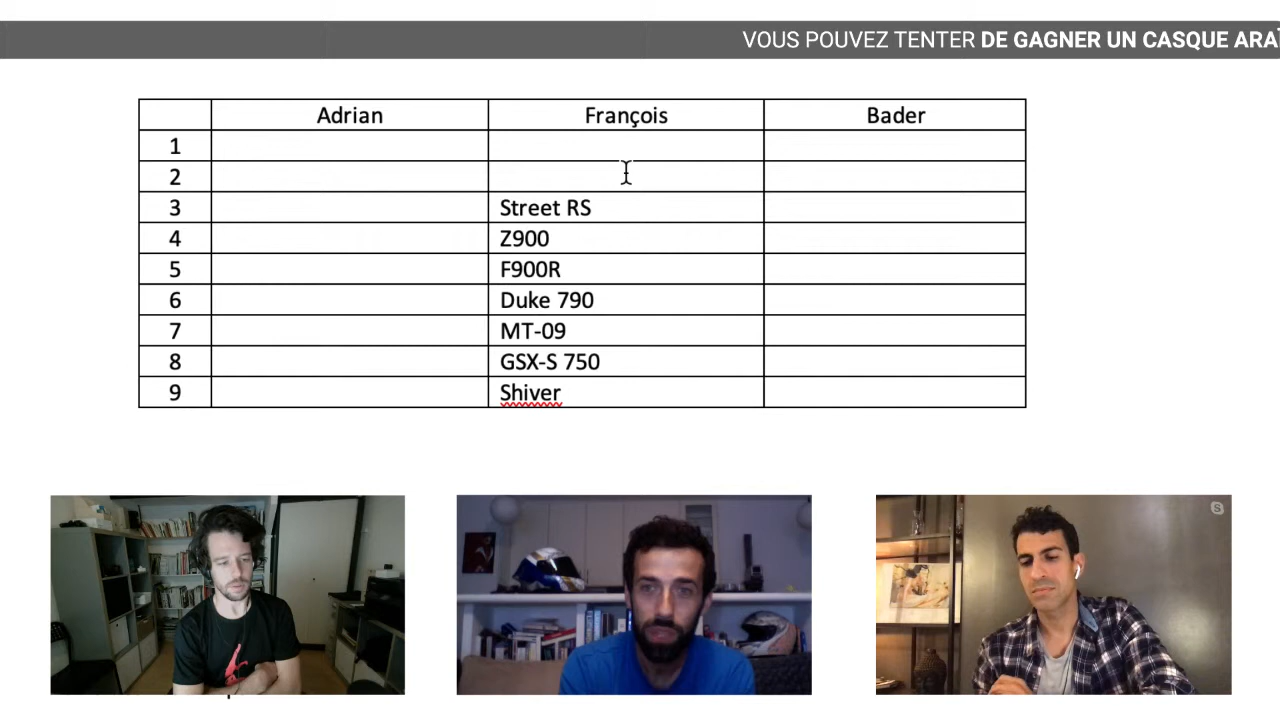 VOUS POUVEZ TENTER DE GAGNER UN CASQUE ARAÏ
Adrian François Bader
1
2
3 Street RS
4 Z900
5 F900R
6 Duke 790
7 MT-09
8 GSX-S 750
9 Shiver